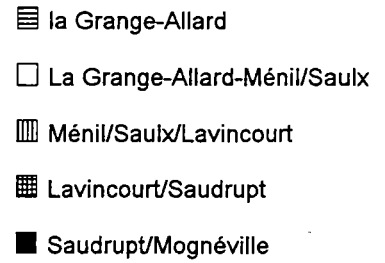 la Grange-Allard
La Grange-Allard-Ménil/Saulx
Ménil/Saulx/Lavincourt
Lavincourt/Saudrupt
Saudrupt/Mognéville